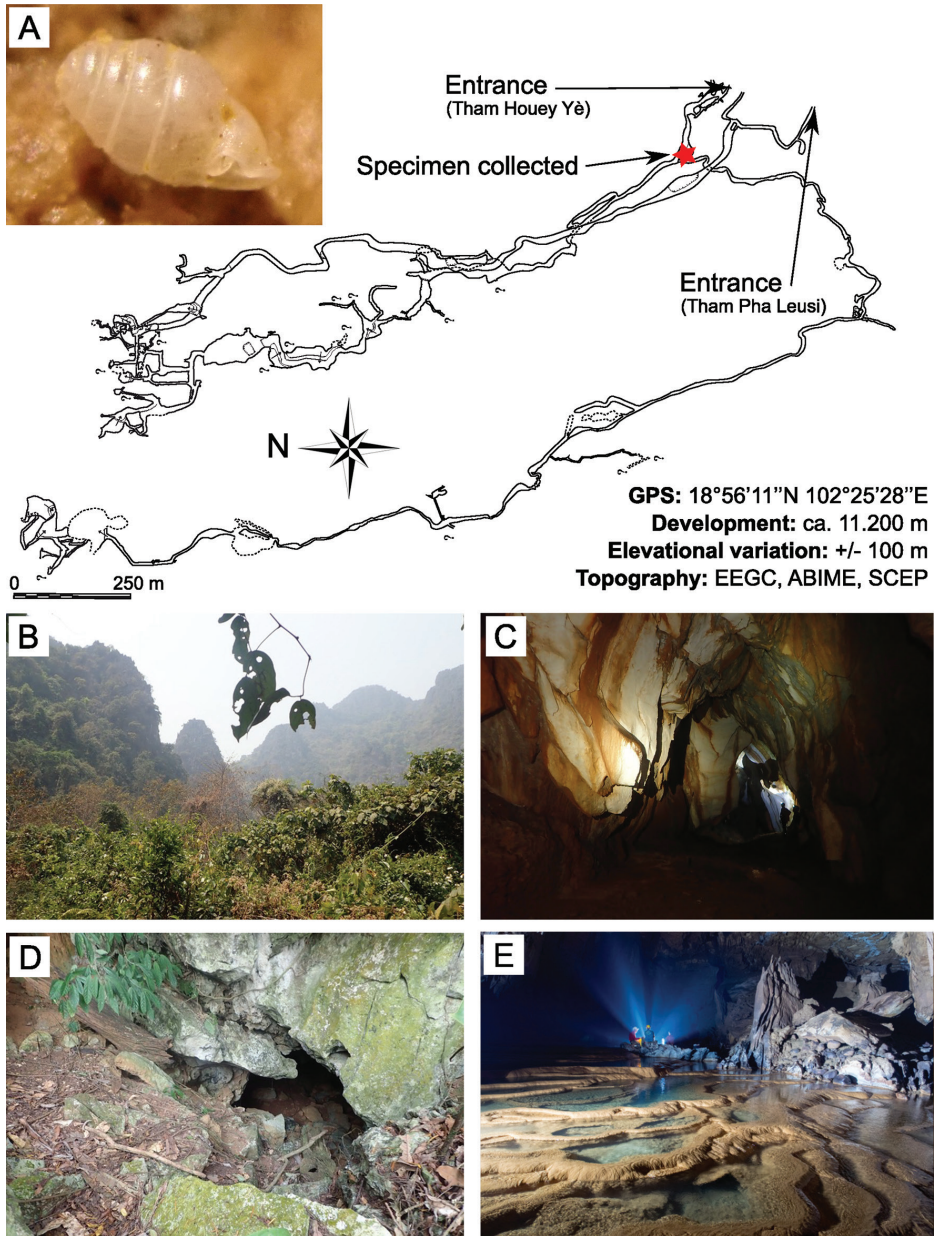 A
Entrance
(Tham Houey Yè)
Specimen collected
Entrance
(Tham Pha Leusi)
N
GPS: 18°56’11’’N 102°25’28’’E
Development: ca. 11.200 m
Elevational variation: +/- 100 m
Topography: EEGC, ABIME, SCEP
0 250 m
B
C
D
E